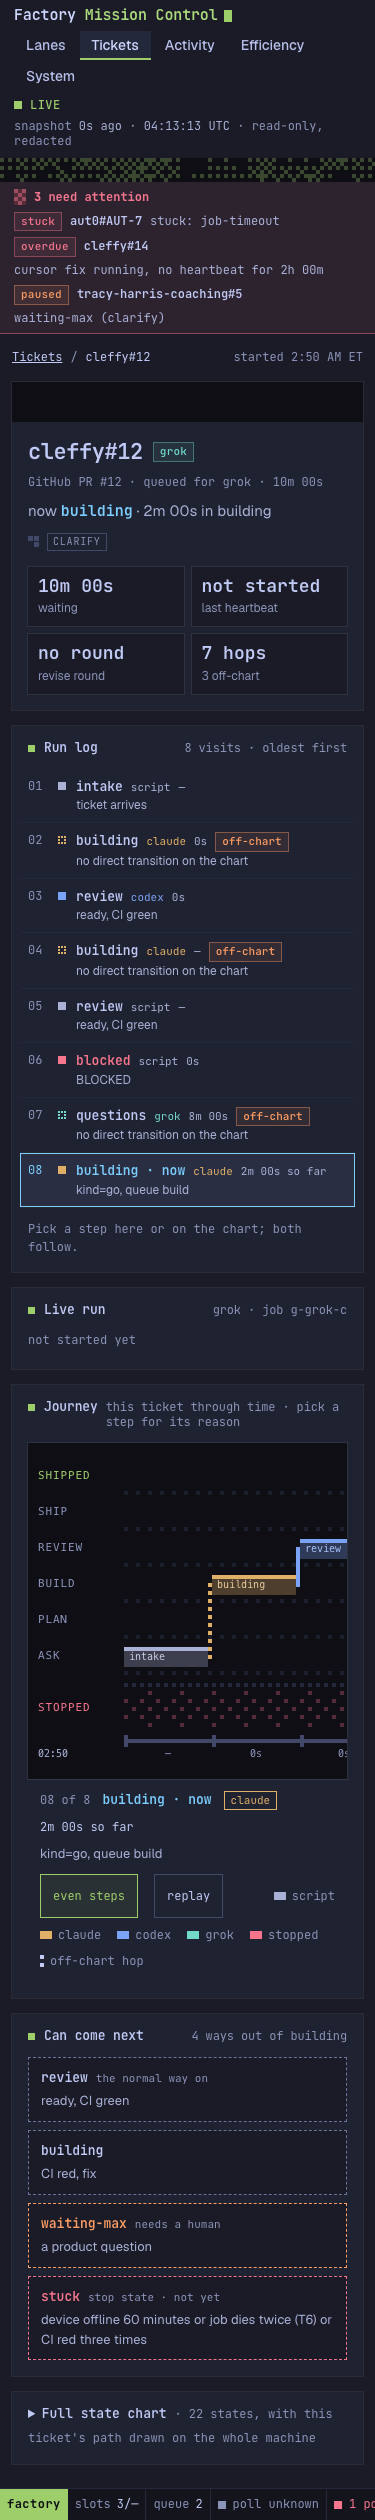 Factory Mission Control
Lanes Tickets Activity Efficiency
System
LIVE
snapshot 0s ago · 04:13:13 UTC · read-only,
redacted
3 need attention
stuck aut0#AUT-7 stuck: job-timeout
overdue cleffy#14
cursor fix running, no heartbeat for 2h 00m
paused tracy-harris-coaching#5
waiting-max (clarify)
Tickets / cleffy#12 started 2:50 AM ET
cleffy#12 grok
GitHub PR #12 · queued for grok · 10m 00s
now building · 2m 00s in building
CLARIFY
10m 00s not started
waiting last heartbeat
no round 7 hops
revise round 3 off-chart
Run log 8 visits · oldest first
01 intake script —
ticket arrives
02 building claude 0s off-chart
no direct transition on the chart
03 review codex 0s
ready, CI green
04 building claude — off-chart
no direct transition on the chart
05 review script —
ready, CI green
06 blocked script 0s
BLOCKED
07 questions grok 8m 00s off-chart
no direct transition on the chart
08 building · now claude 2m 00s so far
kind=go, queue build
Pick a step here or on the chart; both
follow.
Live run grok · job g-grok-c
not started yet
Journey this ticket through time · pick a
step for its reason
SHIPPED
SHIP
REVIEW review
BUILD building
PLAN
ASK intake
STOPPED
02:50 — 0s 0s
08 of 8 building · now claude
2m 00s so far
kind=go, queue build
even steps replay script
claude codex grok stopped
off-chart hop
Can come next 4 ways out of building
review the normal way on
ready, CI green
building
CI red, fix
waiting-max needs a human
a product question
stuck stop state · not yet
device offline 60 minutes or job dies twice (T6) or
CI red three times
Full state chart · 22 states, with this
ticket's path drawn on the whole machine
factory slots 3/— queue 2 poll unknown 1